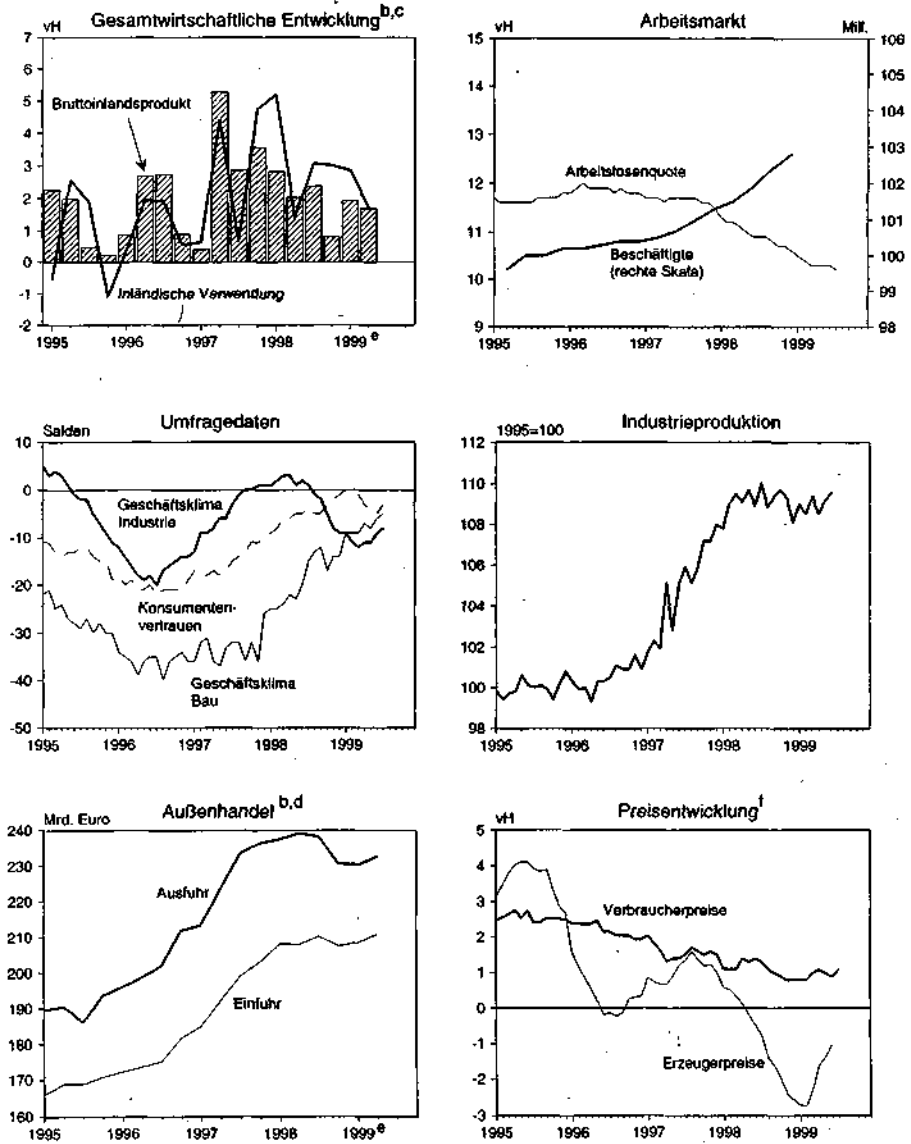 Gesamtwirtschaftliche Entwicklung b,c
vH
7
6
5
4
3
2
1
0
-1
-2
Bruttoinlandsprodukt
Inländische Verwendung
1995 1996 1997 1998 1999 e
Arbeitsmarkt
vH
Mill.
15
14
13
12
11
10
9
106
105
104
103
102
101
100
99
98
Arbeitslosenquote
Beschäftigte
(rechte Skala)
1995 1996 1997 1998 1999
Umfragedaten
Salden
10
0
-10
-20
-30
-40
-50
Geschäftsklima
Industrie
Konsumenten-
vertrauen
Geschäftsklima
Bau
1995 1996 1997 1998 1999
Industrieproduktion
1995=100
112
110
108
106
104
102
100
98
1995 1996 1997 1998 1999
Außenhandel b,d
Mrd. Euro
240
230
220
210
200
190
180
170
160
Ausfuhr
Einfuhr
1995 1996 1997 1998 1999 e
Preisentwicklung f
vH
5
4
3
2
1
0
-1
-2
-3
Verbraucherpreise
Erzeugerpreise
1995 1996 1997 1998 1999